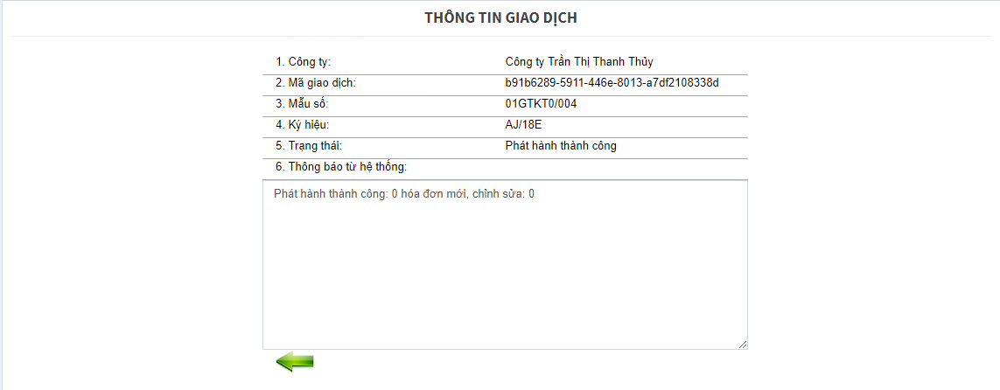 THÔNG TIN GIAO DỊCH
1. Công ty: Công ty Trần Thị Thanh Thủy
2. Mã giao dịch: b91b6289-5911-446e-8013-a7df2108338d
3. Mẫu số: 01GTKT0/004
4. Ký hiệu: AJ/18E
5. Trạng thái: Phát hành thành công
6. Thông báo từ hệ thống:
Phát hành thành công: 0 hóa đơn mới, chỉnh sửa: 0